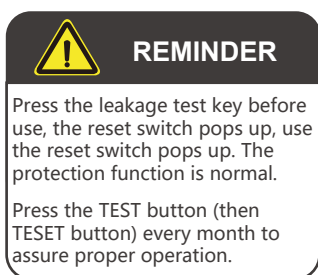 REMINDER
Press the leakage test key before
use, the reset switch pops up, use
the reset switch pops up. The
protection function is normal.
Press the TEST button (then
TESET button) every month to
assure proper operation.